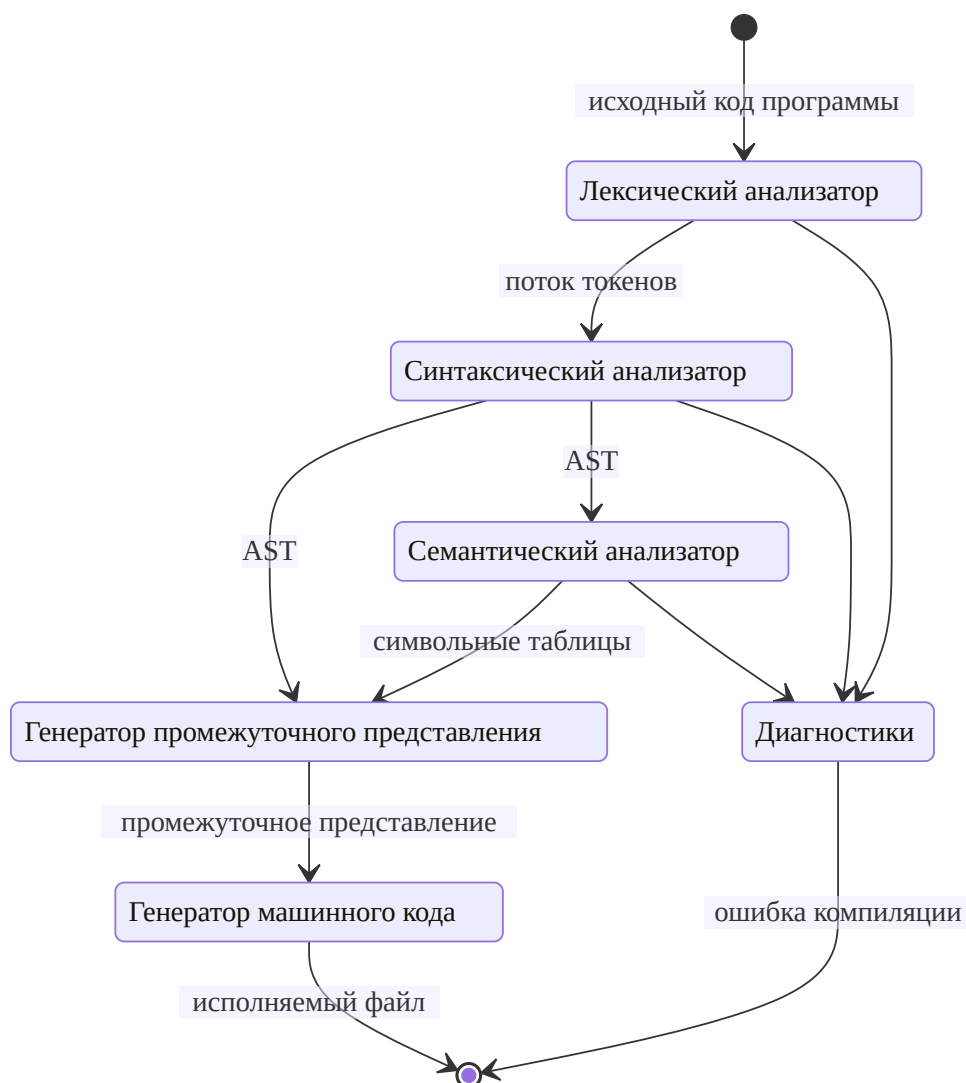 исходный код программы
Лексический анализатор
поток токенов
Синтаксический анализатор
AST
AST
Семантический анализатор
символьные таблицы
Генератор промежуточного представления
Диагностики
промежуточное представление
Генератор машинного кода
ошибка компиляции
исполняемый файл